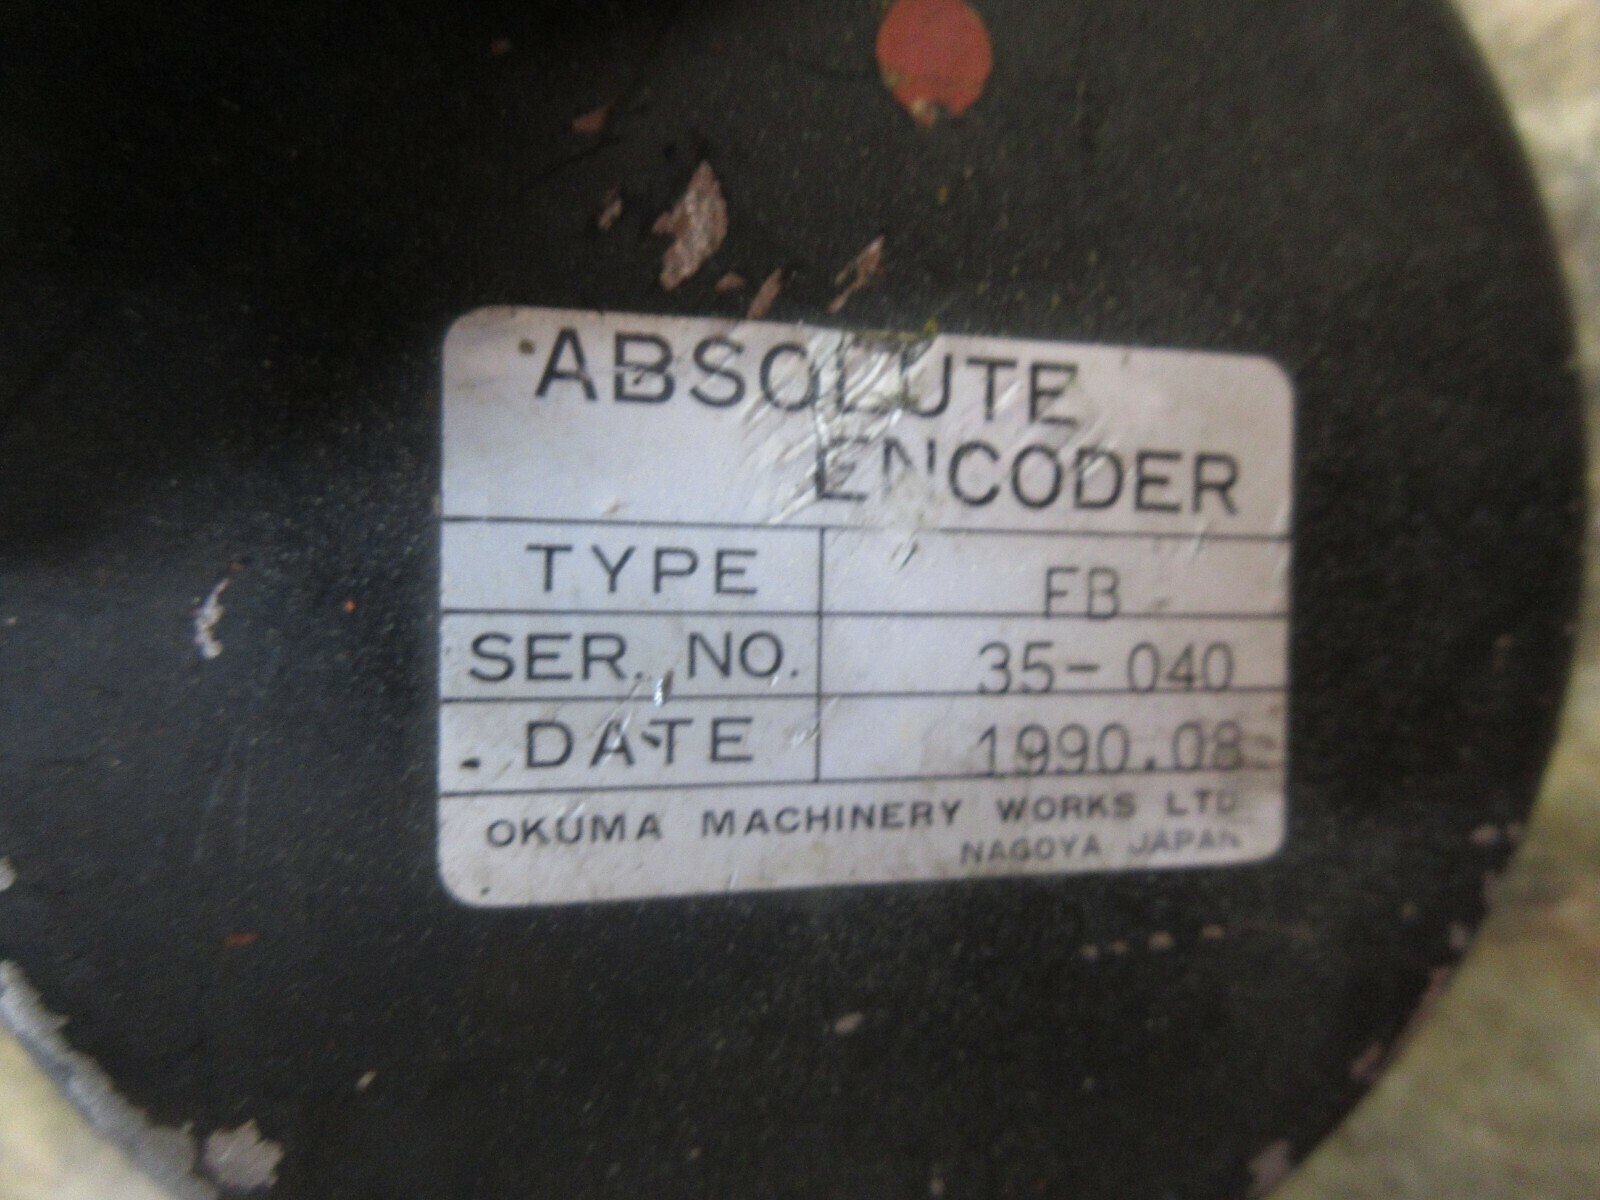 ABSOLUTE
ENCODER
TYPE FB
SER. NO. 35-040
DATE 1990.08
OKUMA MACHINERY WORKS LTD
NAGOYA JAPAN